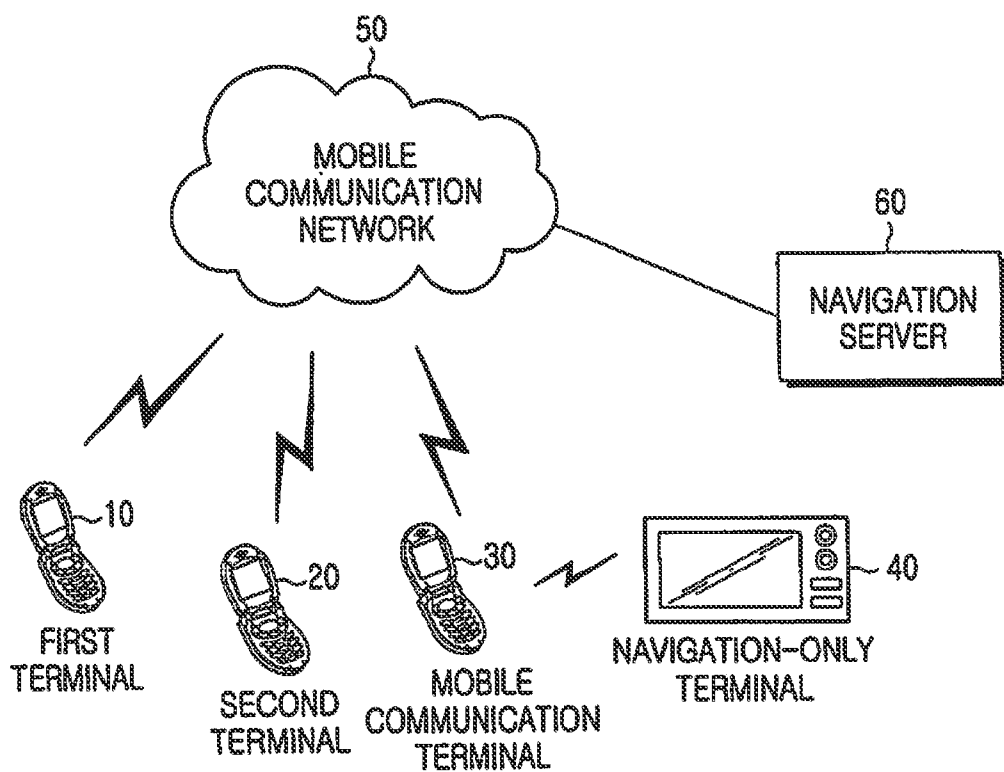 50
MOBILE
COMMUNICATION
NETWORK
60
NAVIGATION
SERVER
10
FIRST
TERMINAL
20
SECOND
TERMINAL
30
MOBILE
COMMUNICATION
TERMINAL
40
NAVIGATION-ONLY
TERMINAL